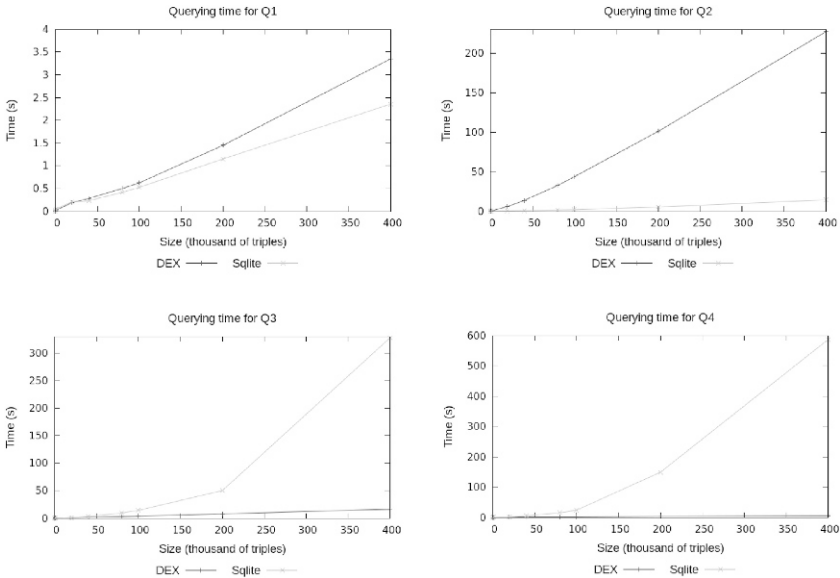 Querying time for Q1
4
3.5
3
2.5
2
1.5
1
0.5
0
Time (s)
0 50 100 150 200 250 300 350 400
Size (thousand of triples)
DEX Sqlite
Querying time for Q2
200
150
100
50
0
Time (s)
0 50 100 150 200 250 300 350 400
Size (thousand of triples)
DEX Sqlite
Querying time for Q3
300
250
200
150
100
50
0
Time (s)
0 50 100 150 200 250 300 350 400
Size (thousand of triples)
DEX Sqlite
Querying time for Q4
600
500
400
300
200
100
0
Time (s)
0 50 100 150 200 250 300 350 400
Size (thousand of triples)
DEX Sqlite